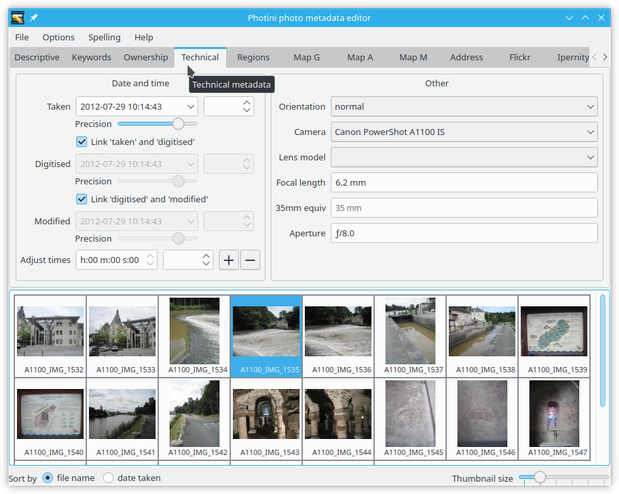 Photini photo metadata editor
File Options Spelling Help
Descriptive Keywords Ownership Technical Regions Map G Map A Map M Address Flickr Ipernity
Technical metadata
Date and time
Taken 2012-07-29 10:14:43
Precision
Link 'taken' and 'digitised'
Digitised 2012-07-29 10:14:43
Precision
Link 'digitised' and 'modified'
Modified 2012-07-29 10:14:43
Precision
Adjust times h:00 m:00 s:00 + −
Other
Orientation normal
Camera Canon PowerShot A1100 IS
Lens model
Focal length 6.2 mm
35mm equiv 35 mm
Aperture ƒ/8.0
A1100_IMG_1532 A1100_IMG_1533 A1100_IMG_1534 A1100_IMG_1535 A1100_IMG_1536 A1100_IMG_1537 A1100_IMG_1538 A1100_IMG_1539
A1100_IMG_1540 A1100_IMG_1541 A1100_IMG_1542 A1100_IMG_1543 A1100_IMG_1544 A1100_IMG_1545 A1100_IMG_1546 A1100_IMG_1547
Sort by file name date taken Thumbnail size